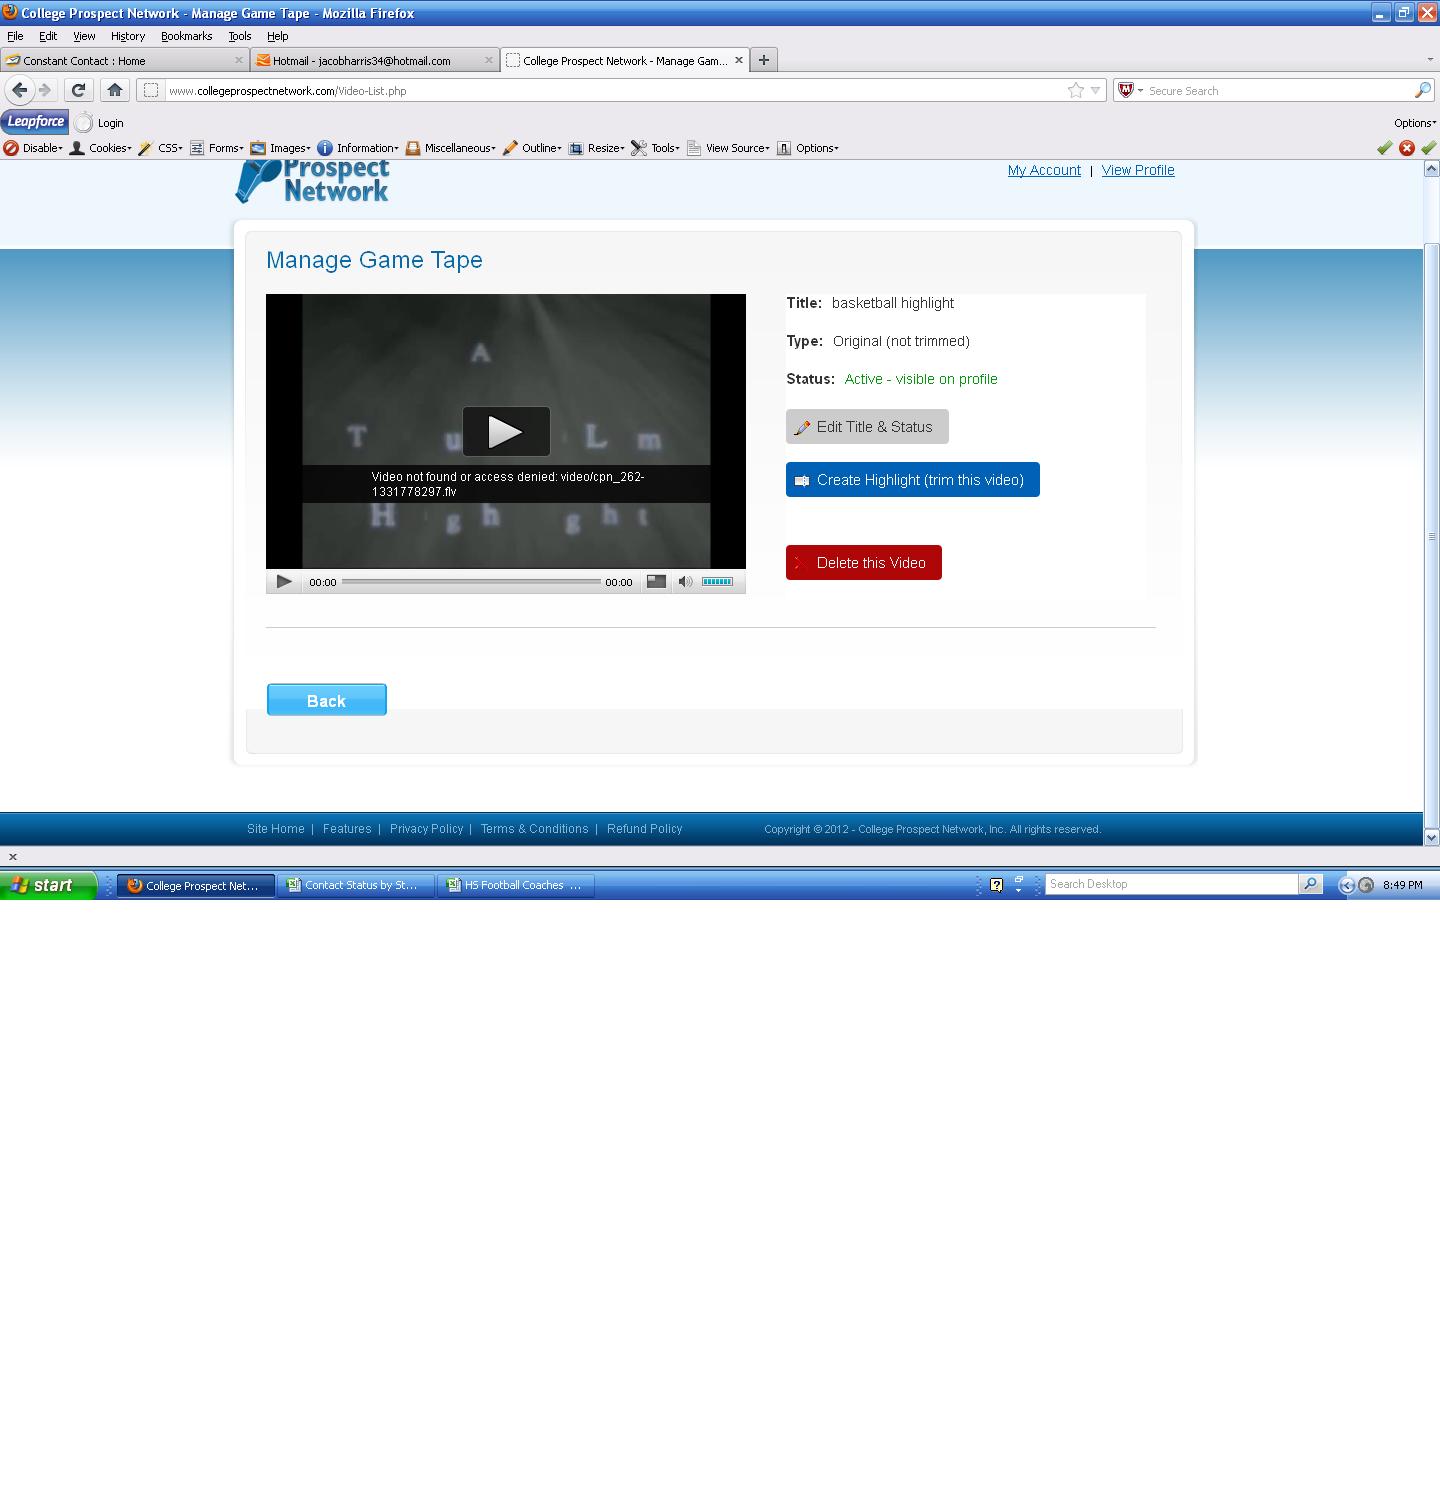 College Prospect Network - Manage Game Tape - Mozilla Firefox
File Edit View History Bookmarks Tools Help
Constant Contact : Home
Hotmail - jacobharris34@hotmail.com
College Prospect Network - Manage Gam...
www.collegeprospectnetwork.com/Video-List.php
Secure Search
Leapforce Login Options
Disable Cookies CSS Forms Images Information Miscellaneous Outline Resize Tools View Source Options
Prospect
Network
My Account | View Profile
Manage Game Tape
A
T u L m
Video not found or access denied: video/cpn_262-
1331778297.flv
H g h g h t
00:00 00:00
Title: basketball highlight
Type: Original (not trimmed)
Status: Active - visible on profile
Edit Title & Status
Create Highlight (trim this video)
Delete this Video
Back
Site Home | Features | Privacy Policy | Terms & Conditions | Refund Policy
Copyright © 2012 - College Prospect Network, Inc. All rights reserved.
x
start
College Prospect Net...
Contact Status by St...
HS Football Coaches ...
?
Search Desktop
8:49 PM